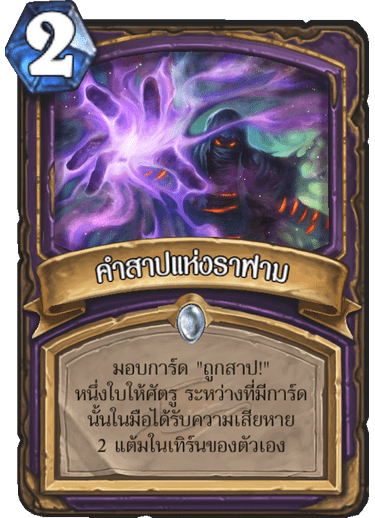 2
คำสาปแห่งราฟาม
มอบการ์ด "ถูกสาป!"
หนึ่งใบให้ศัตรู ระหว่างที่มีการ์ด
นั้นในมือได้รับความเสียหาย
2 แต้มในเทิร์นของตัวเอง